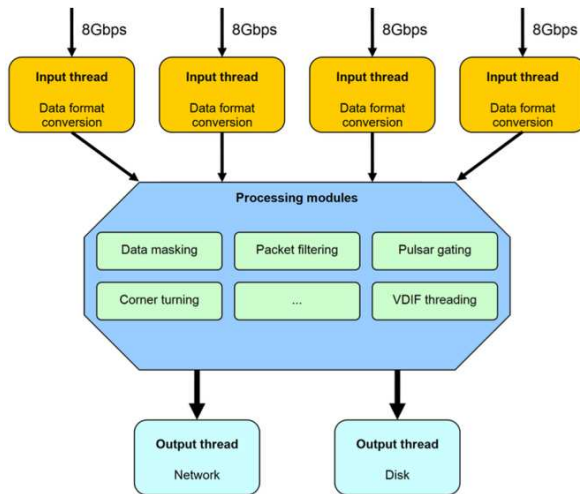 8Gbps 8Gbps 8Gbps 8Gbps
Input thread Input thread Input thread Input thread
Data format Data format Data format Data format
conversion conversion conversion conversion
Processing modules
Data masking Packet filtering Pulsar gating
Corner turning ... VDIF threading
Output thread Output thread
Network Disk